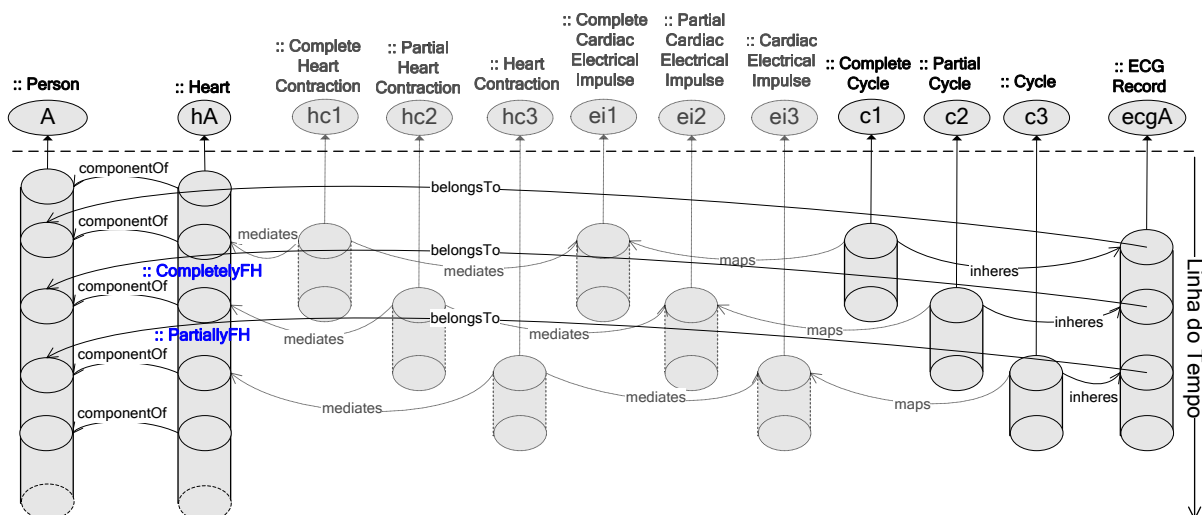 :: Complete
Cardiac
Electrical
Impulse
:: Partial
Cardiac
Electrical
Impulse
:: Complete
Heart
Contraction
:: Partial
Heart
Contraction
:: Heart
Contraction
:: Cardiac
Electrical
Impulse
:: Complete
Cycle
:: Partial
Cycle
:: ECG
Record
:: Person
:: Heart
:: Cycle
A
hA
hc1
hc2
hc3
ei1
ei2
ei3
c1
c2
c3
ecgA
componentOf
belongsTo
componentOf
mediates
belongsTo
mediates
maps
inheres
:: CompletelyFH
componentOf
belongsTo
mediates
mediates
maps
inheres
:: PartiallyFH
componentOf
mediates
mediates
maps
inheres
componentOf
Linha do Tempo